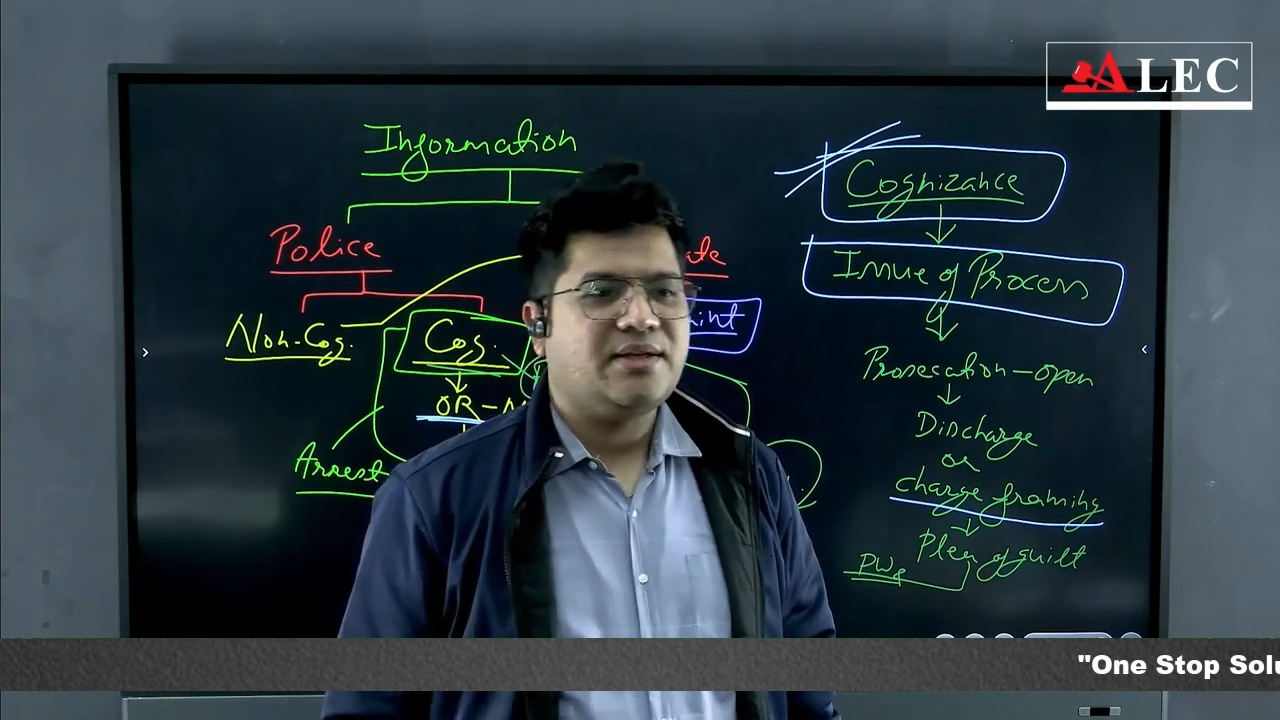 ALEC
Information
Police
Non-Cog.
Cog.
OR –
Arrest
Cognizance
Issue of Process
Prosecation – open
Discharge
or
charge framing
Plea of guilt
PWs
"One Stop Solu